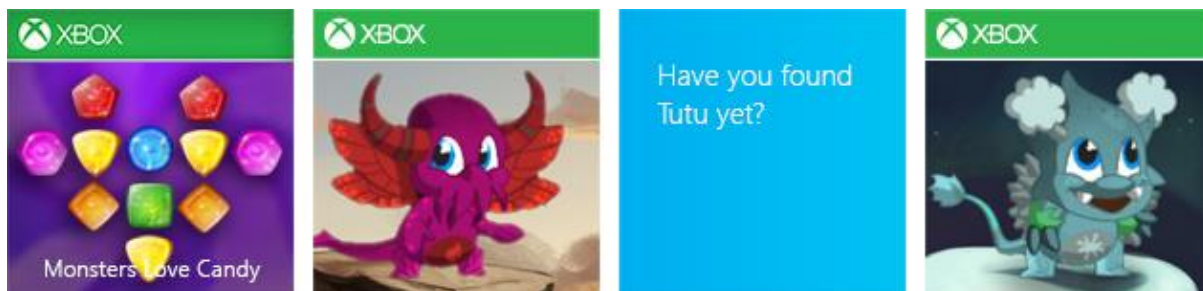 XBOX
Monsters Love Candy
XBOX
Have you found
Tutu yet?
XBOX